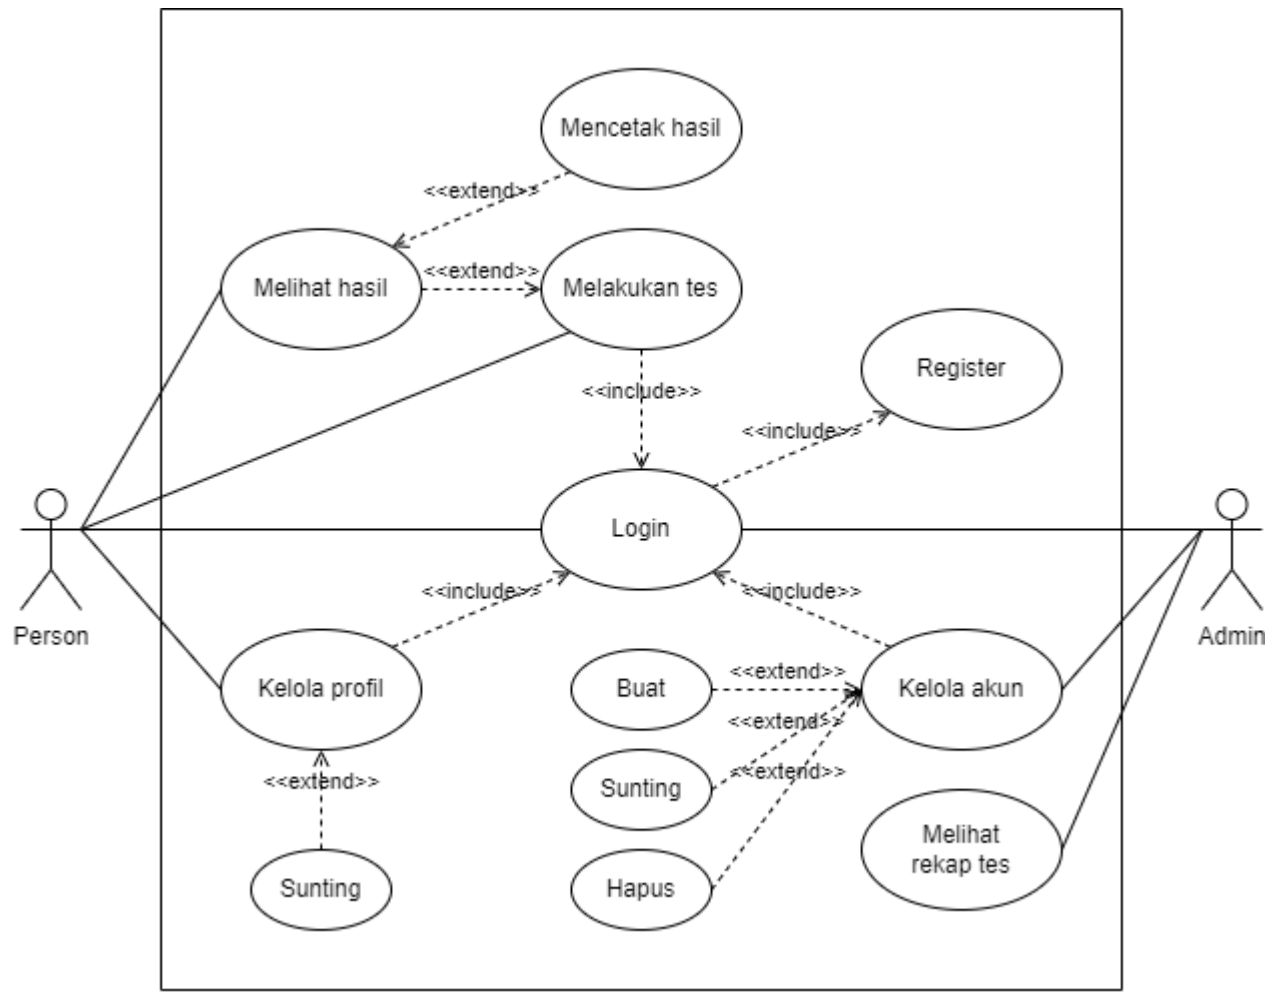 Mencetak hasil
<<extend>>
Melihat hasil
<<extend>>
Melakukan tes
<<include>>
Register
<<include>>
Login
Person
Admin
<<include>>
<<include>>
Kelola profil
Buat
<<extend>>
Kelola akun
<<extend>>
<<extend>>
Sunting
<<extend>>
Melihat
rekap tes
Sunting
Hapus